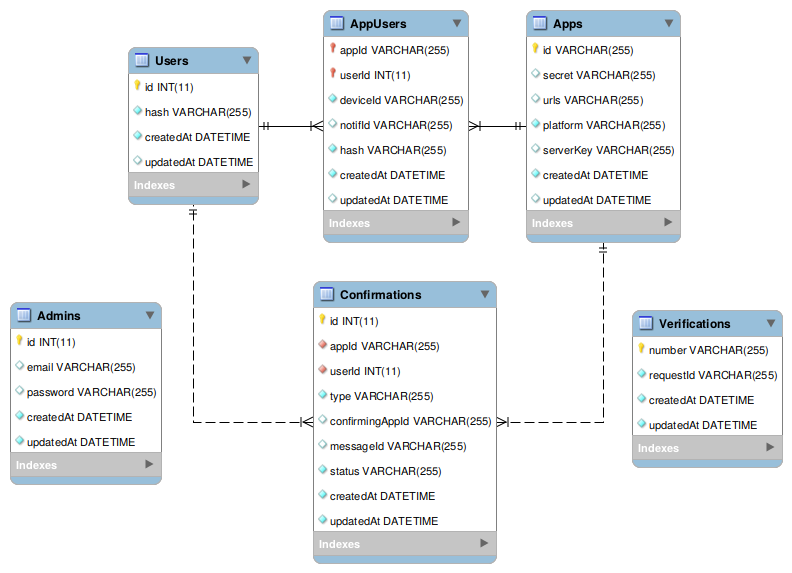 Users
id INT(11)
hash VARCHAR(255)
createdAt DATETIME
updatedAt DATETIME
Indexes
AppUsers
appId VARCHAR(255)
userId INT(11)
deviceId VARCHAR(255)
notifId VARCHAR(255)
hash VARCHAR(255)
createdAt DATETIME
updatedAt DATETIME
Indexes
Apps
id VARCHAR(255)
secret VARCHAR(255)
urls VARCHAR(255)
platform VARCHAR(255)
serverKey VARCHAR(255)
createdAt DATETIME
updatedAt DATETIME
Indexes
Admins
id INT(11)
email VARCHAR(255)
password VARCHAR(255)
createdAt DATETIME
updatedAt DATETIME
Indexes
Confirmations
id INT(11)
appId VARCHAR(255)
userId INT(11)
type VARCHAR(255)
confirmingAppId VARCHAR(255)
messageId VARCHAR(255)
status VARCHAR(255)
createdAt DATETIME
updatedAt DATETIME
Indexes
Verifications
number VARCHAR(255)
requestId VARCHAR(255)
createdAt DATETIME
updatedAt DATETIME
Indexes